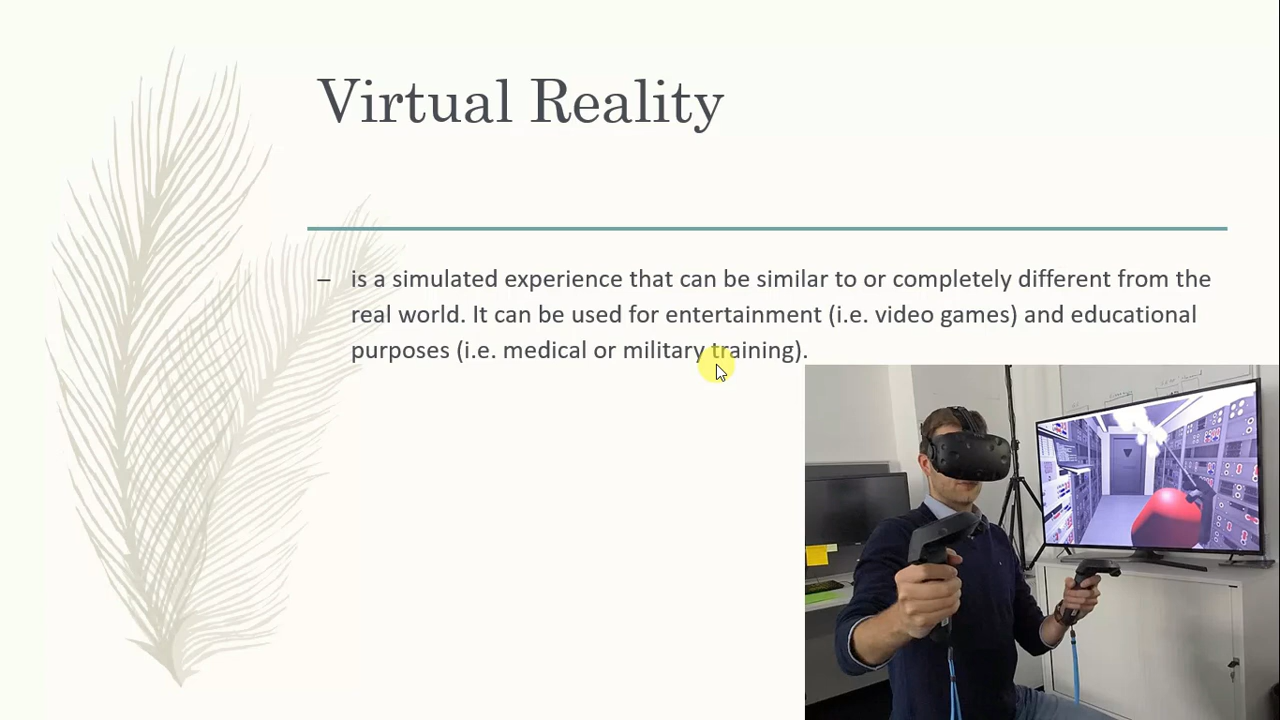 Virtual Reality
– is a simulated experience that can be similar to or completely different from the
real world. It can be used for entertainment (i.e. video games) and educational
purposes (i.e. medical or military training).